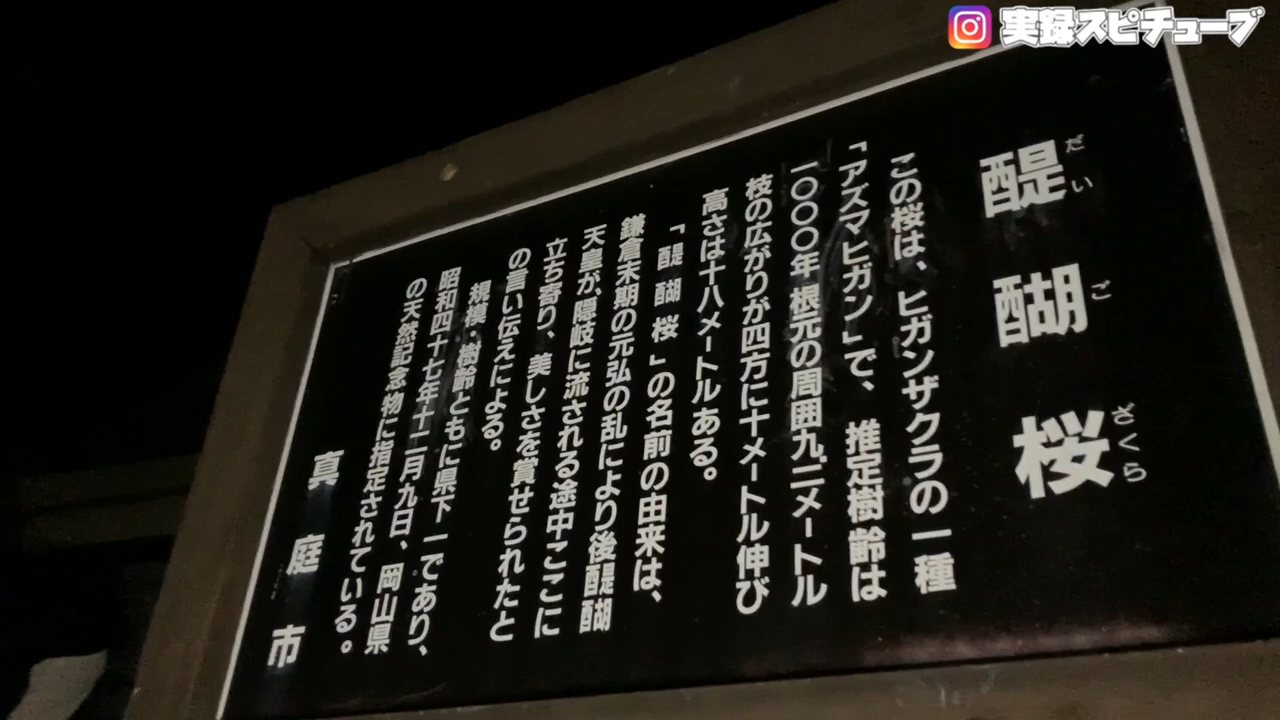 実録スピチューブ
醍醐桜
だいござくら
この桜は、ヒガンザクラの一種
「アズマヒガン」で、推定樹齢は
一〇〇〇年 根元の周囲九.二メートル
枝の広がりが四方に十メートル伸び
高さは十八メートルある。
「醍醐桜」の名前の由来は、
鎌倉末期の元弘の乱により後醍醐
天皇が、隠岐に流される途中ここに
立ち寄り、美しさを賞せられたと
の言い伝えによる。
規模・樹齢ともに県下一であり、
昭和四十七年十二月九日、岡山県
の天然記念物に指定されている。
真庭市